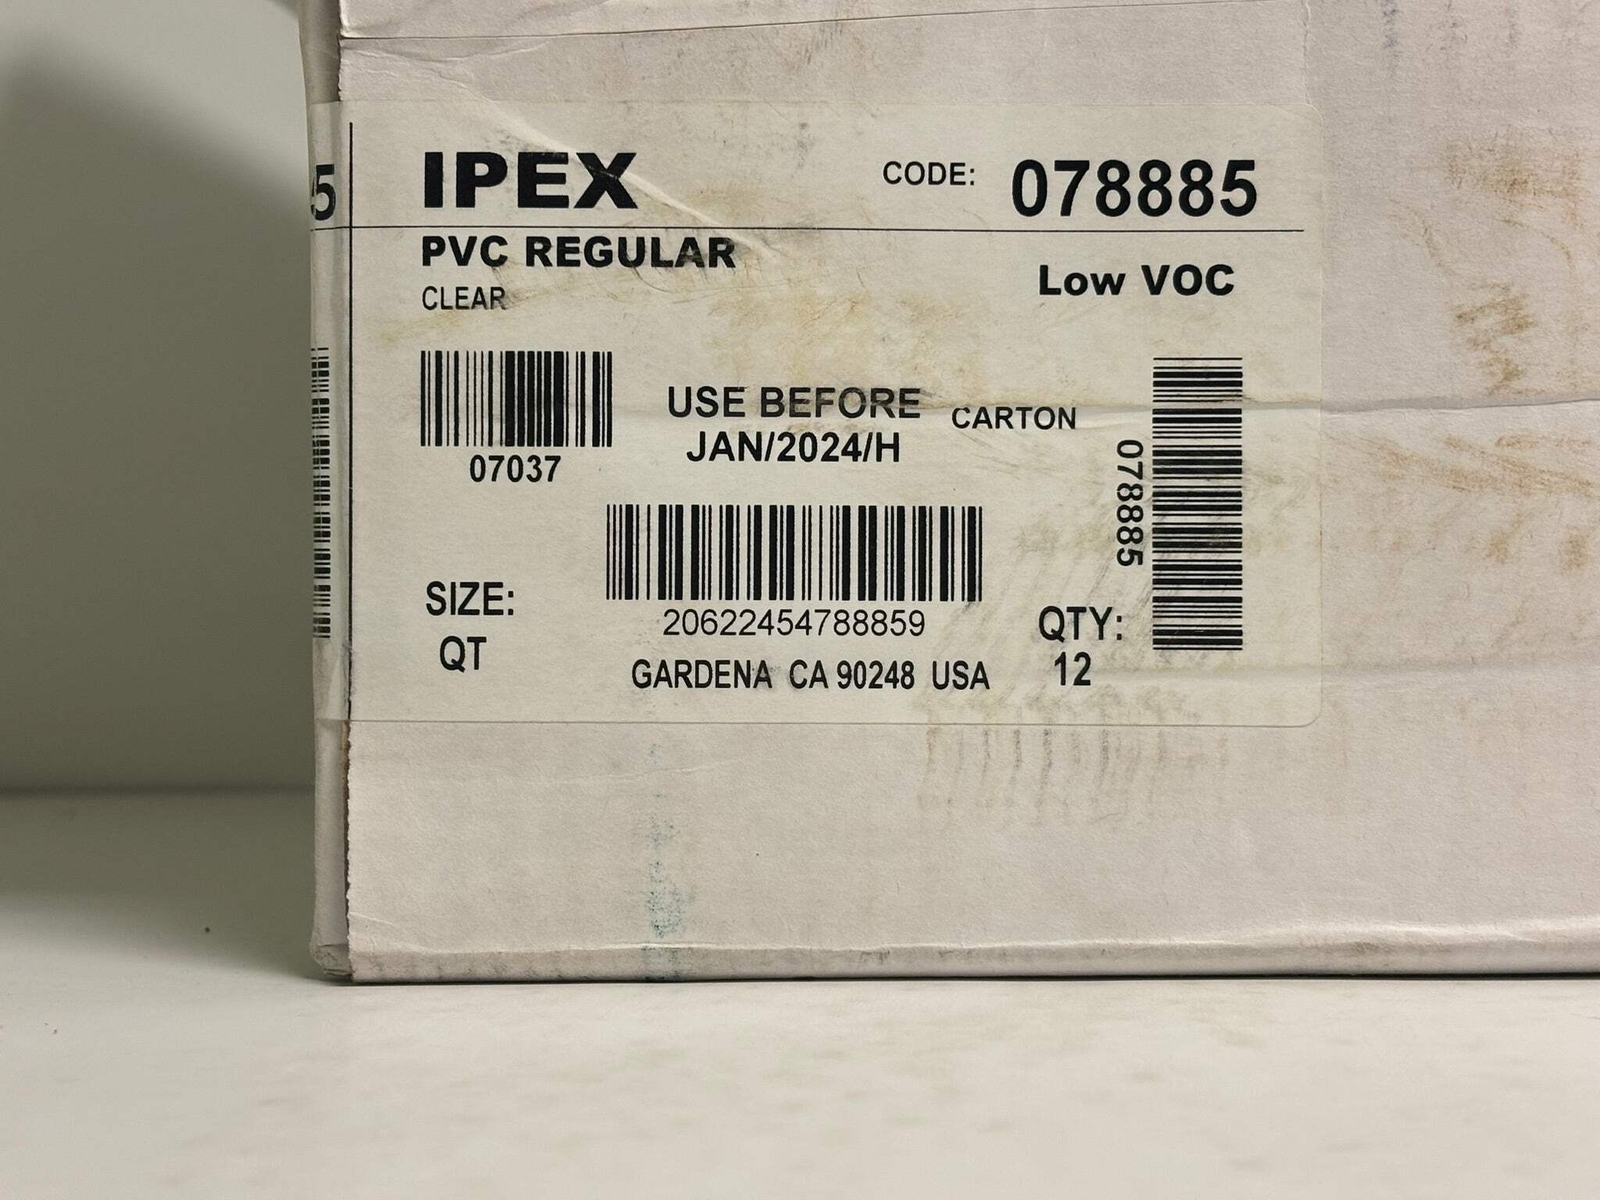 IPEX
CODE: 078885
PVC REGULAR
Low VOC
CLEAR
USE BEFORE
JAN/2024/H
CARTON
07037
078885
20622454788859
SIZE:
QT
QTY:
12
GARDENA CA 90248 USA
5